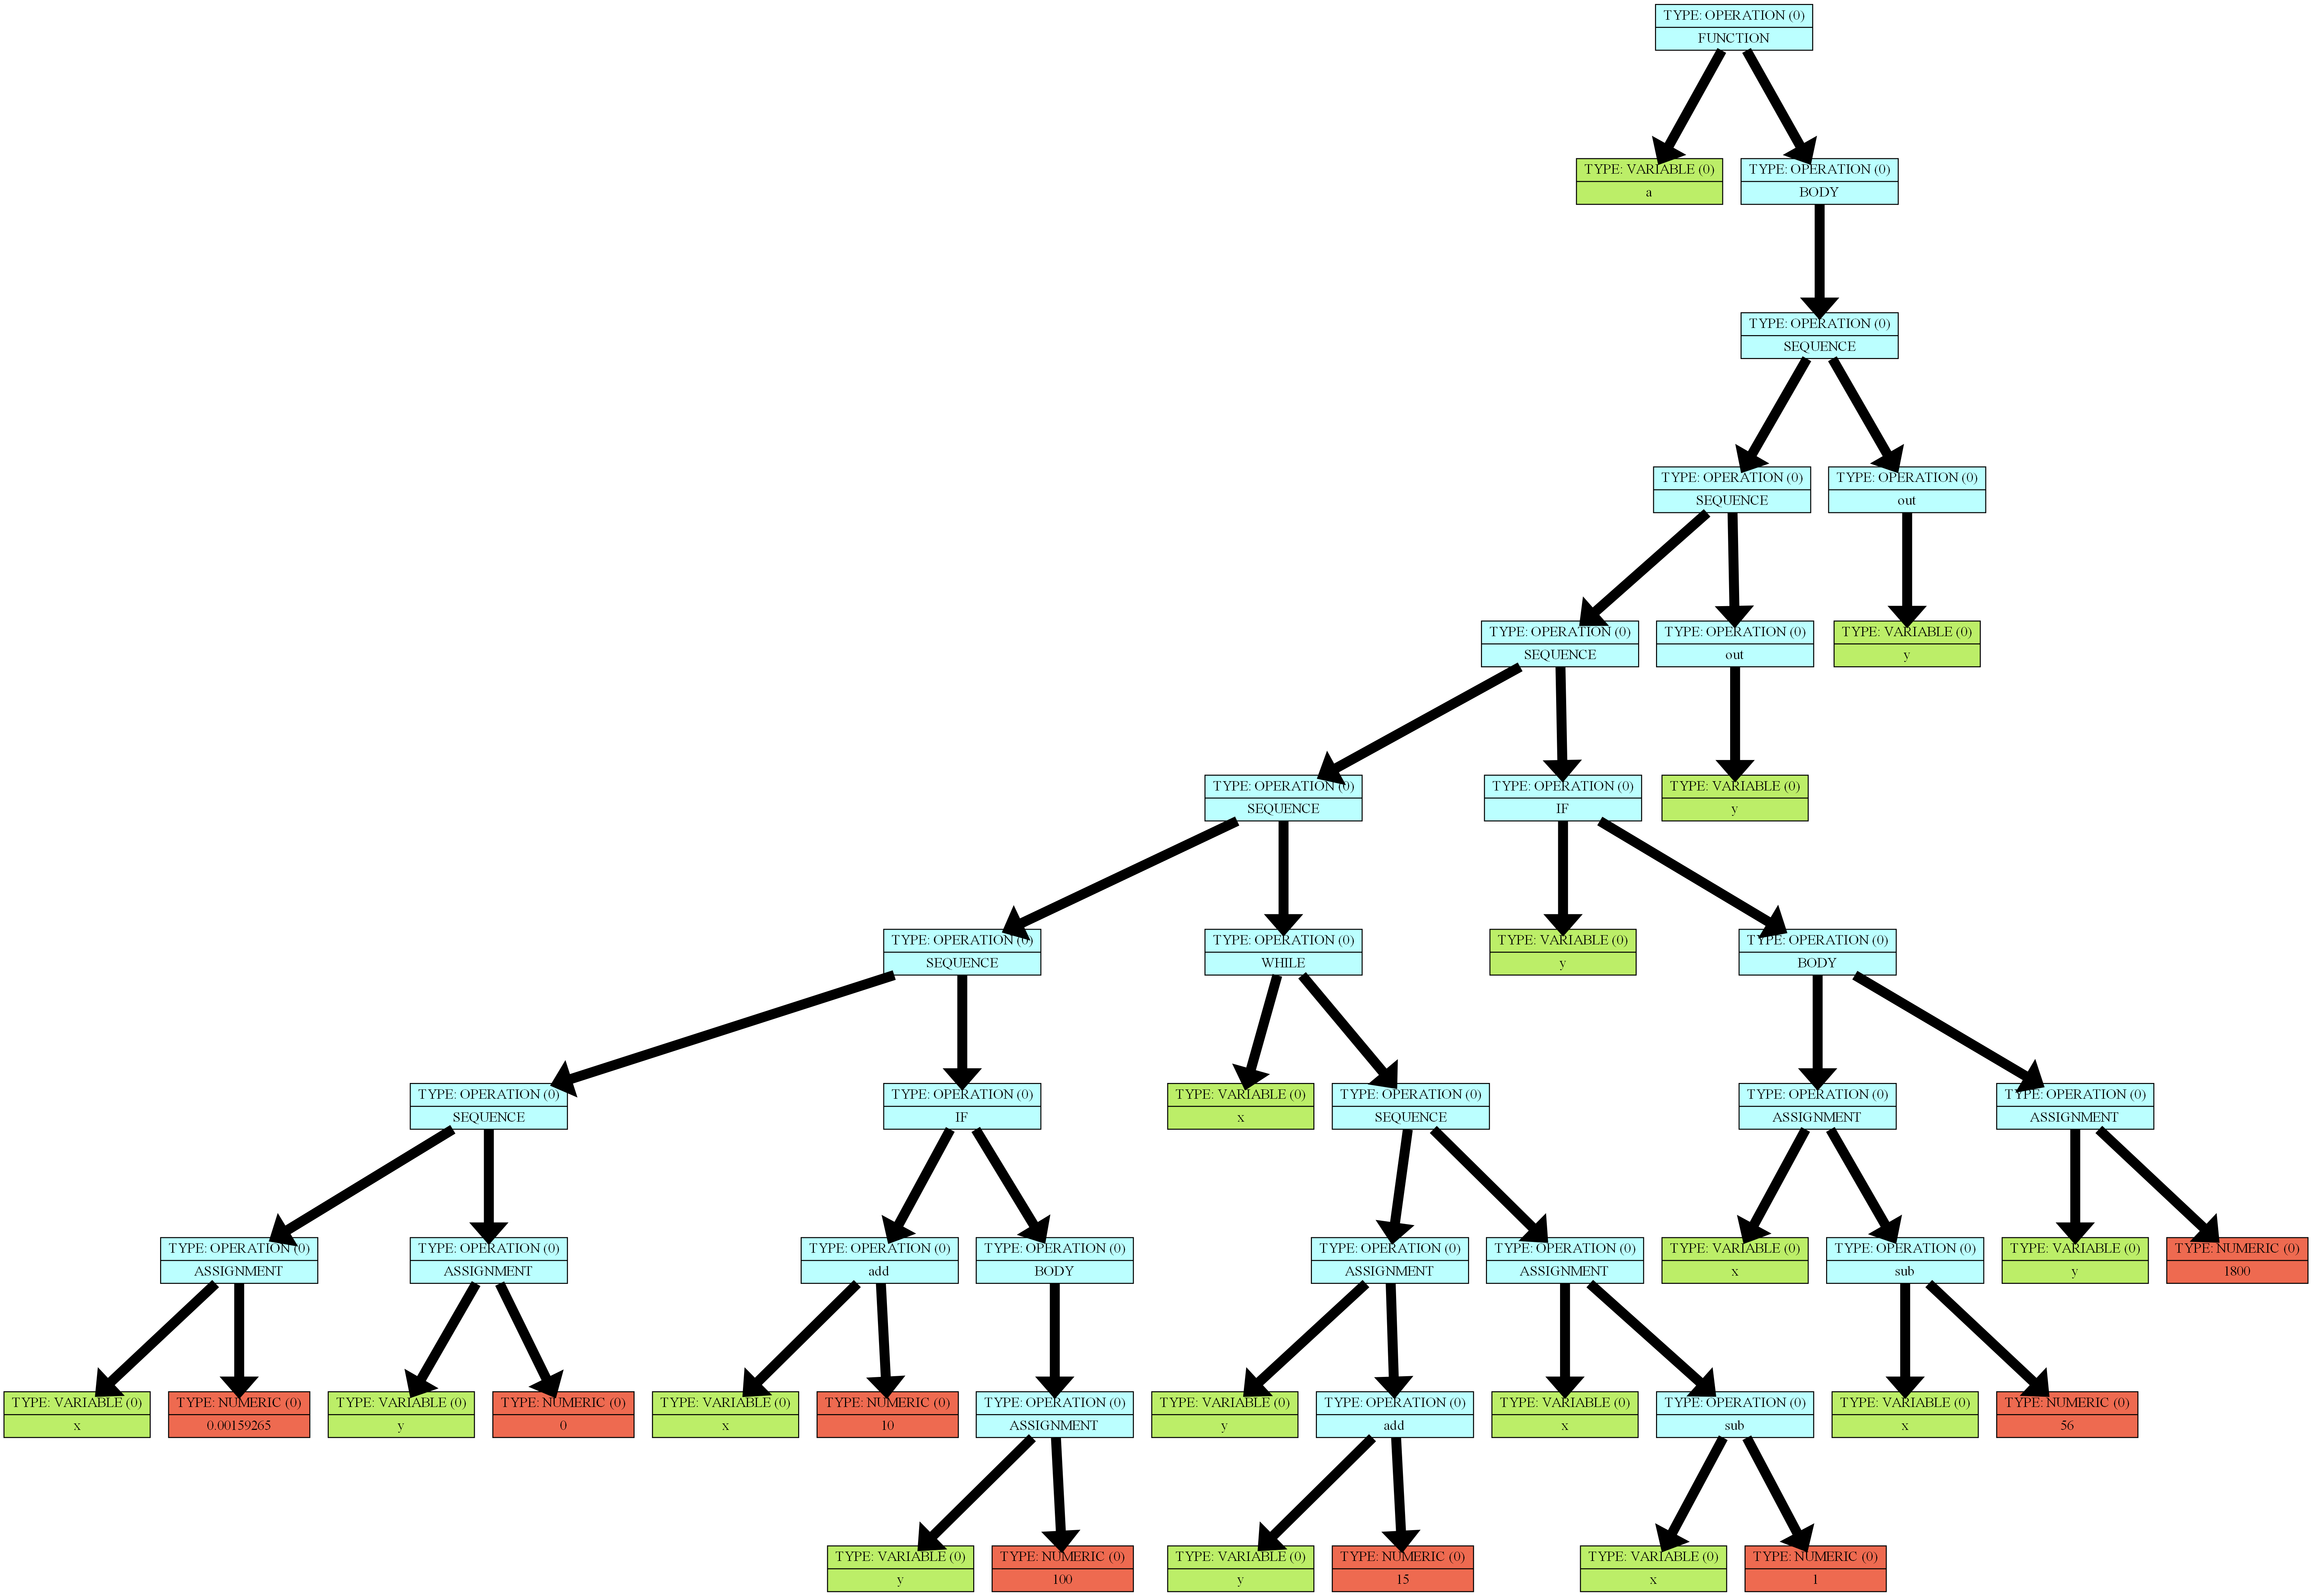 TYPE: OPERATION (0)
FUNCTION
TYPE: VARIABLE (0)
a
TYPE: OPERATION (0)
BODY
TYPE: OPERATION (0)
SEQUENCE
TYPE: OPERATION (0)
SEQUENCE
TYPE: OPERATION (0)
out
TYPE: OPERATION (0)
SEQUENCE
TYPE: OPERATION (0)
out
TYPE: VARIABLE (0)
y
TYPE: OPERATION (0)
SEQUENCE
TYPE: OPERATION (0)
IF
TYPE: VARIABLE (0)
y
TYPE: OPERATION (0)
SEQUENCE
TYPE: OPERATION (0)
WHILE
TYPE: VARIABLE (0)
y
TYPE: OPERATION (0)
BODY
TYPE: OPERATION (0)
SEQUENCE
TYPE: OPERATION (0)
IF
TYPE: VARIABLE (0)
x
TYPE: OPERATION (0)
SEQUENCE
TYPE: OPERATION (0)
ASSIGNMENT
TYPE: OPERATION (0)
ASSIGNMENT
TYPE: OPERATION (0)
ASSIGNMENT
TYPE: OPERATION (0)
ASSIGNMENT
TYPE: OPERATION (0)
add
TYPE: OPERATION (0)
BODY
TYPE: OPERATION (0)
ASSIGNMENT
TYPE: OPERATION (0)
ASSIGNMENT
TYPE: VARIABLE (0)
x
TYPE: OPERATION (0)
sub
TYPE: VARIABLE (0)
y
TYPE: NUMERIC (0)
1800
TYPE: VARIABLE (0)
x
TYPE: NUMERIC (0)
0.00159265
TYPE: VARIABLE (0)
y
TYPE: NUMERIC (0)
0
TYPE: VARIABLE (0)
x
TYPE: NUMERIC (0)
10
TYPE: OPERATION (0)
ASSIGNMENT
TYPE: VARIABLE (0)
y
TYPE: OPERATION (0)
add
TYPE: VARIABLE (0)
x
TYPE: OPERATION (0)
sub
TYPE: VARIABLE (0)
x
TYPE: NUMERIC (0)
56
TYPE: VARIABLE (0)
y
TYPE: NUMERIC (0)
100
TYPE: VARIABLE (0)
y
TYPE: NUMERIC (0)
15
TYPE: VARIABLE (0)
x
TYPE: NUMERIC (0)
1